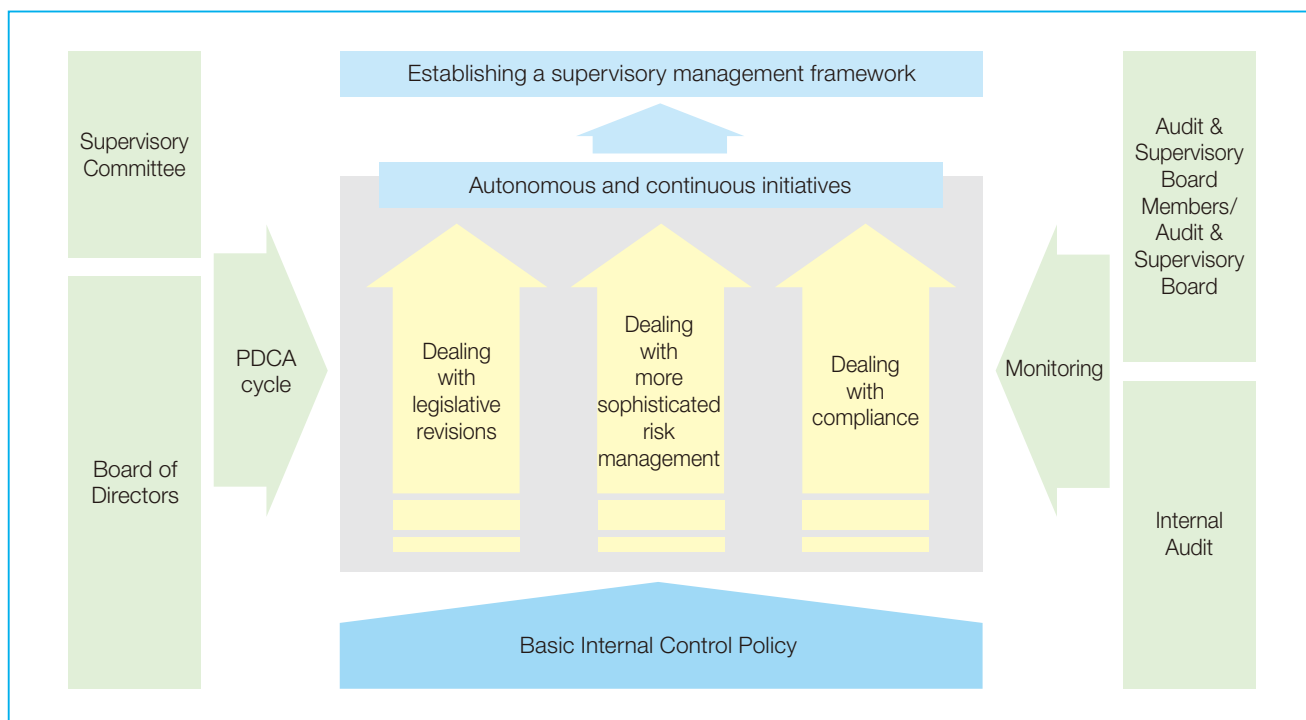 Establishing a supervisory management framework
Supervisory
Committee
Board of
Directors
PDCA
cycle
Autonomous and continuous initiatives
Dealing
with
legislative
revisions
Dealing
with
more
sophisticated
risk
management
Dealing
with
compliance
Monitoring
Audit &
Supervisory
Board
Members/
Audit &
Supervisory
Board
Internal
Audit
Basic Internal Control Policy